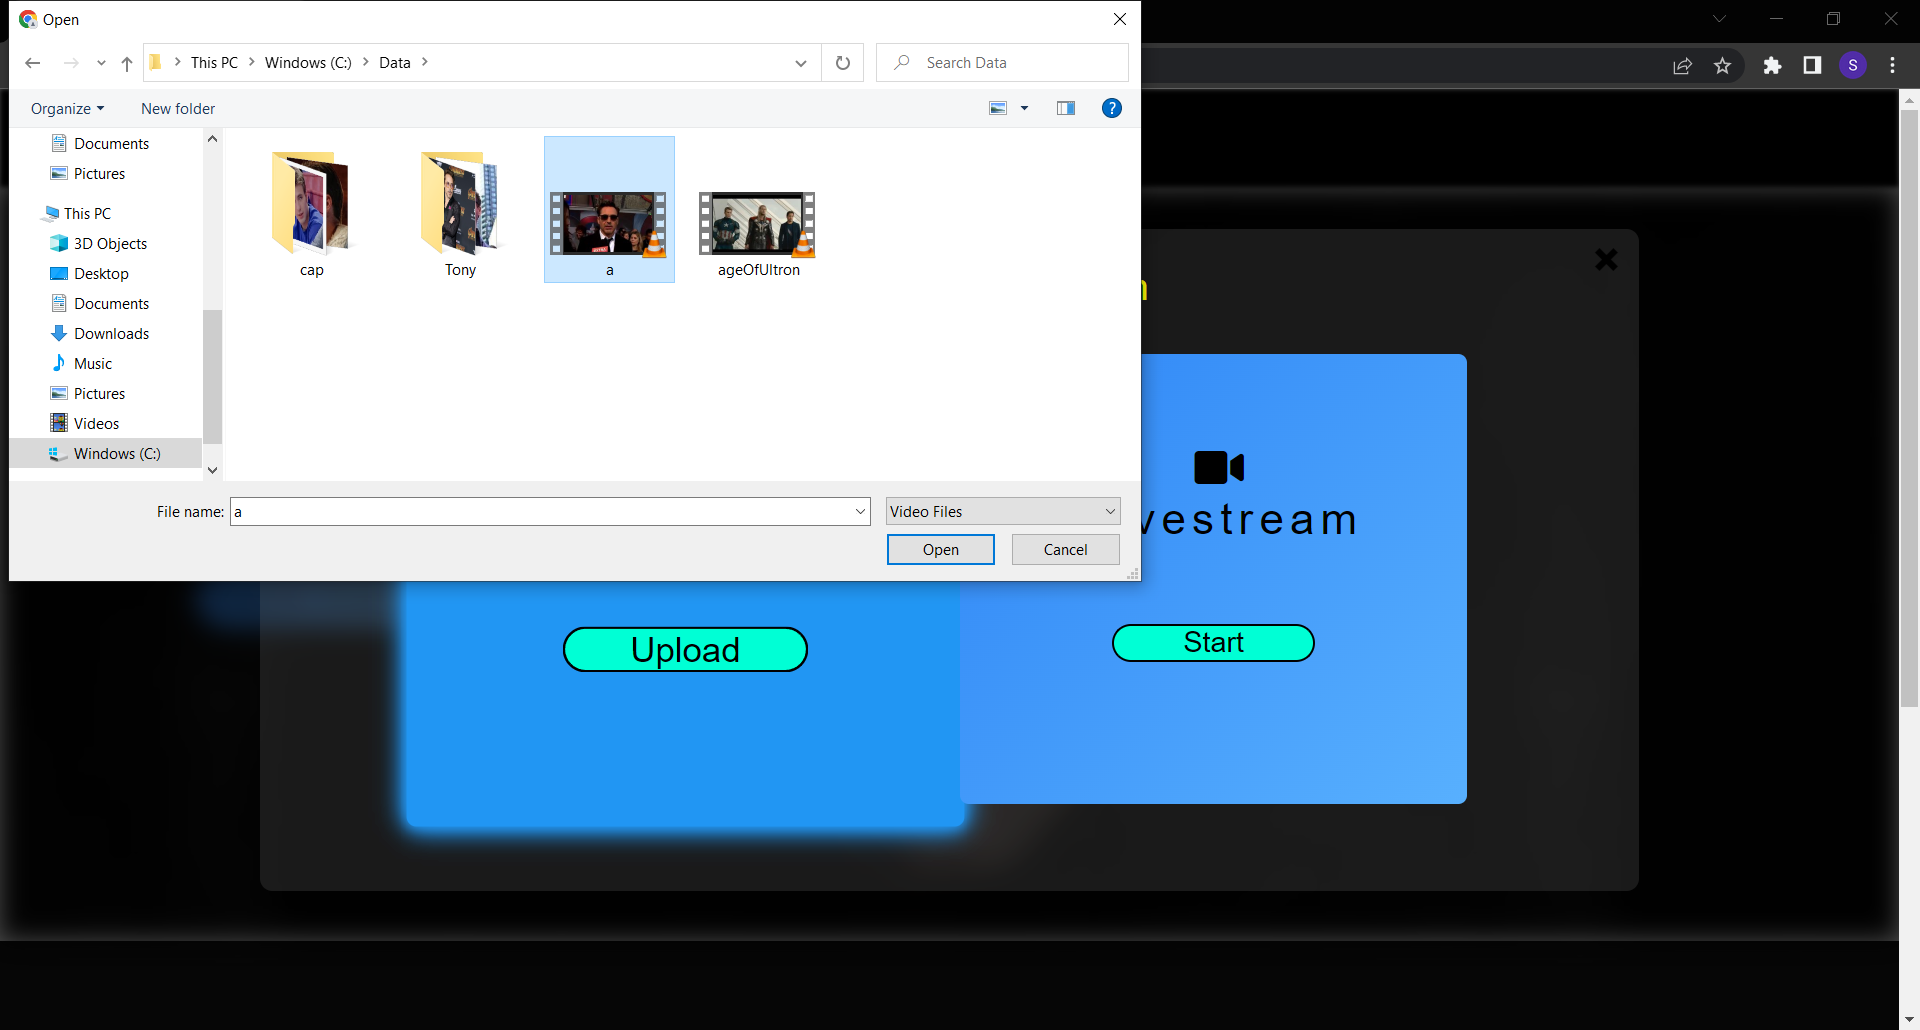 Open
This PC > Windows (C:) > Data >
Search Data
S
Organize
New folder
?
Documents
Pictures
This PC
3D Objects
Desktop
Documents
Downloads
Music
Pictures
Videos
Windows (C:)
cap
Tony
a
ageOfUltron
File name: a
Video Files
Open
Cancel
vestream
Upload
Start